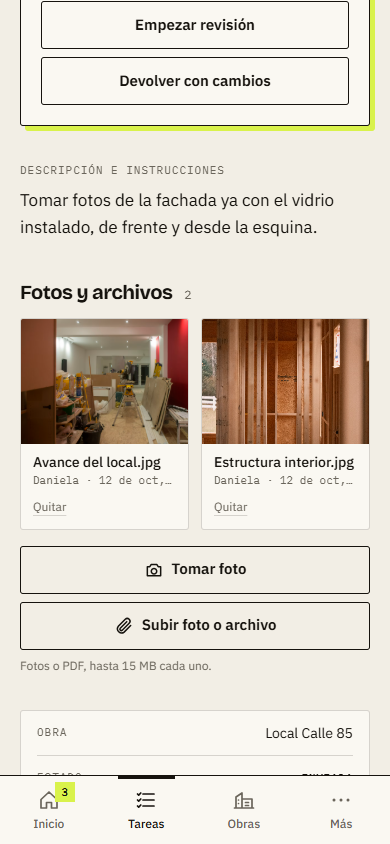 Empezar revisión
Devolver con cambios
DESCRIPCIÓN E INSTRUCCIONES
Tomar fotos de la fachada ya con el vidrio
instalado, de frente y desde la esquina.
Fotos y archivos 2
Avance del local.jpg
Daniela · 12 de oct,…
Quitar
Estructura interior.jpg
Daniela · 12 de oct,…
Quitar
Tomar foto
Subir foto o archivo
Fotos o PDF, hasta 15 MB cada uno.
OBRA Local Calle 85
3
Inicio Tareas Obras Más